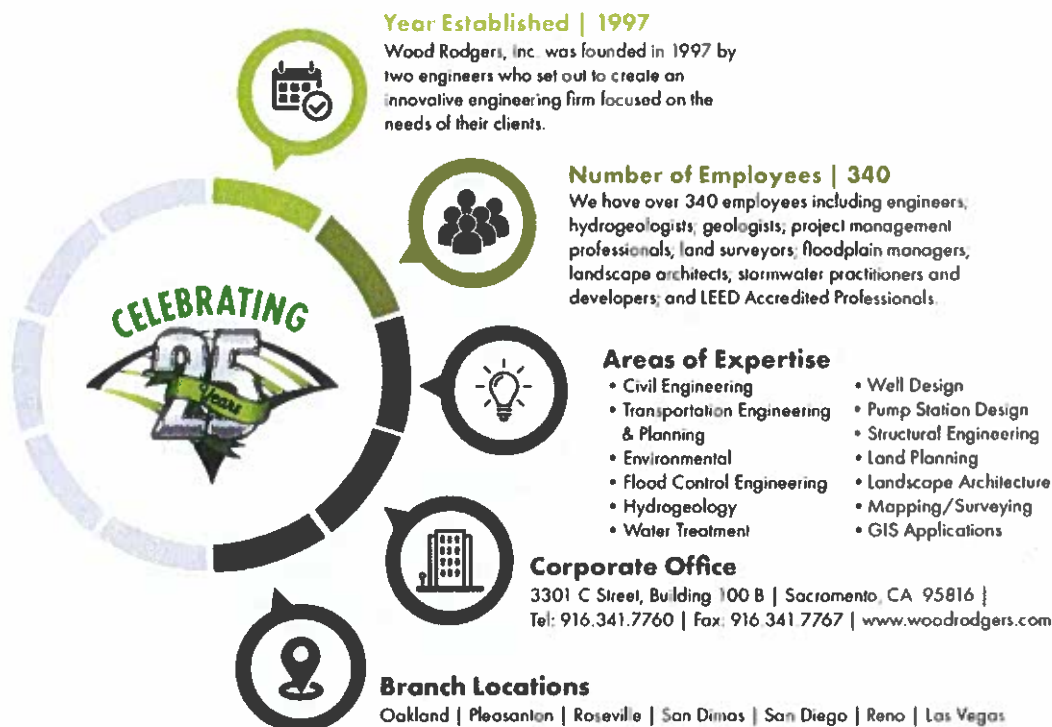 Year Established | 1997
Wood Rodgers, Inc. was founded in 1997 by
two engineers who set out to create an
innovative engineering firm focused on the
needs of their clients.
Number of Employees | 340
We have over 340 employees including engineers;
hydrogeologists; geologists; project management
professionals; land surveyors; floodplain managers;
landscape architects; stormwater practitioners and
developers; and LEED Accredited Professionals.
CELEBRATING
25
Years
Areas of Expertise
• Civil Engineering
• Transportation Engineering
& Planning
• Environmental
• Flood Control Engineering
• Hydrogeology
• Water Treatment
• Well Design
• Pump Station Design
• Structural Engineering
• Land Planning
• Landscape Architecture
• Mapping/Surveying
• GIS Applications
Corporate Office
3301 C Street, Building 100 B | Sacramento, CA 95816 |
Tel: 916.341.7760 | Fax: 916.341.7767 | www.woodrodgers.com
Branch Locations
Oakland | Pleasanton | Roseville | San Dimas | San Diego | Reno | Las Vegas